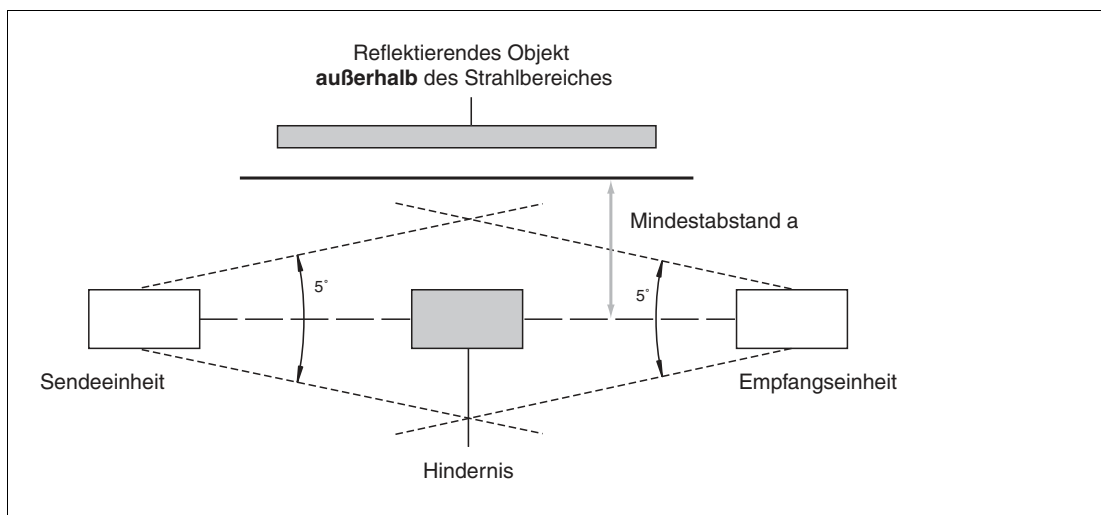 Reflektierendes Objekt
außerhalb des Strahlbereiches
Mindestabstand a
5°
5°
Sendeeinheit
Empfangseinheit
Hindernis